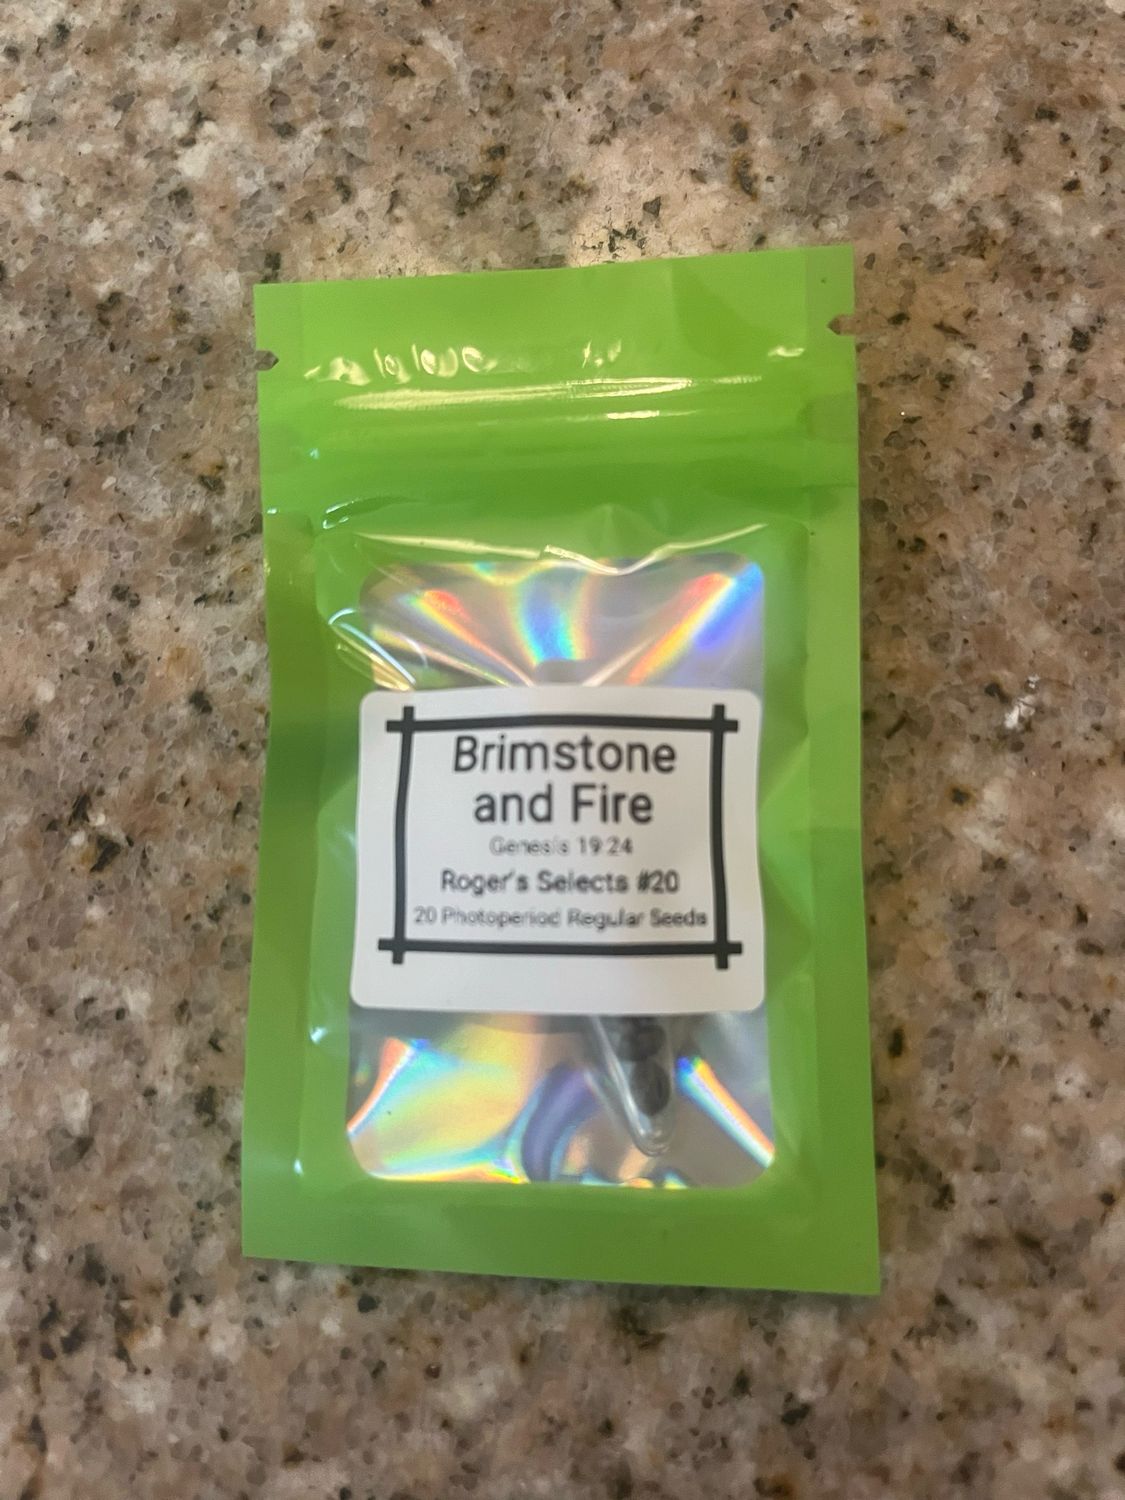 Brimstone
and Fire
Genesis 19:24
Roger's Selects #20
20 Photoperiod Regular Seeds